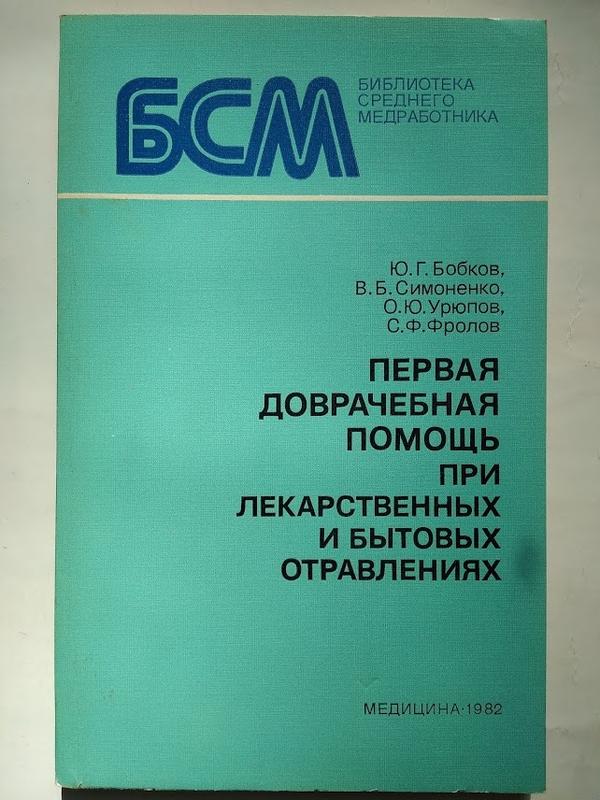 БСМ
БИБЛИОТЕКА
СРЕДНЕГО
МЕДРАБОТНИКА
Ю.Г.Бобков,
В.Б.Симоненко,
О.Ю.Урюпов,
С.Ф.Фролов
ПЕРВАЯ
ДОВРАЧЕБНАЯ
ПОМОЩЬ
ПРИ
ЛЕКАРСТВЕННЫХ
И БЫТОВЫХ
ОТРАВЛЕНИЯХ
МЕДИЦИНА·1982